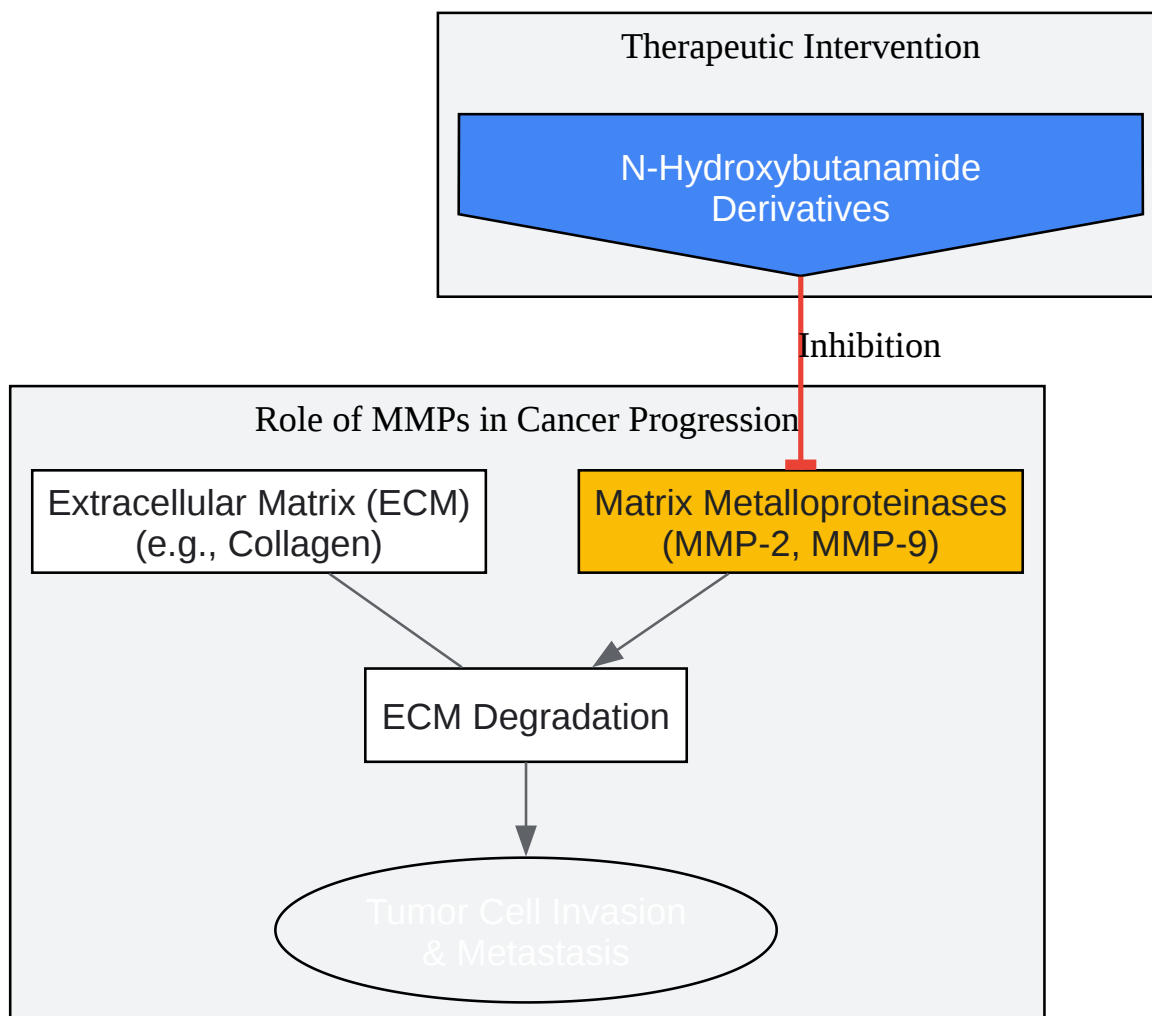 Therapeutic Intervention
N-Hydroxybutanamide
Derivatives
Inhibition
Role of MMPs in Cancer Progression
Extracellular Matrix (ECM)
(e.g., Collagen)
Matrix Metalloproteinases
(MMP-2, MMP-9)
ECM Degradation
Tumor Cell Invasion
& Metastasis